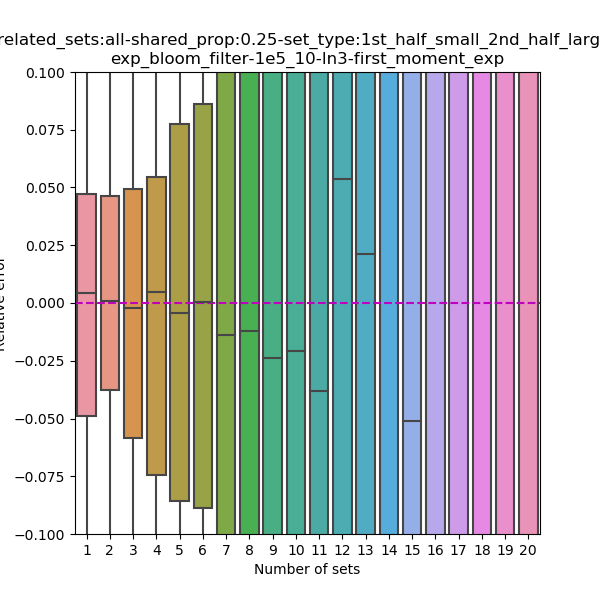 related_sets:all-shared_prop:0.25-set_type:1st_half_small_2nd_half_larg
exp_bloom_filter-1e5_10-ln3-first_moment_exp
0.100
0.075
0.050
0.025
0.000
−0.025
−0.050
−0.075
−0.100
Relative error
1 2 3 4 5 6 7 8 9 10 11 12 13 14 15 16 17 18 19 20
Number of sets